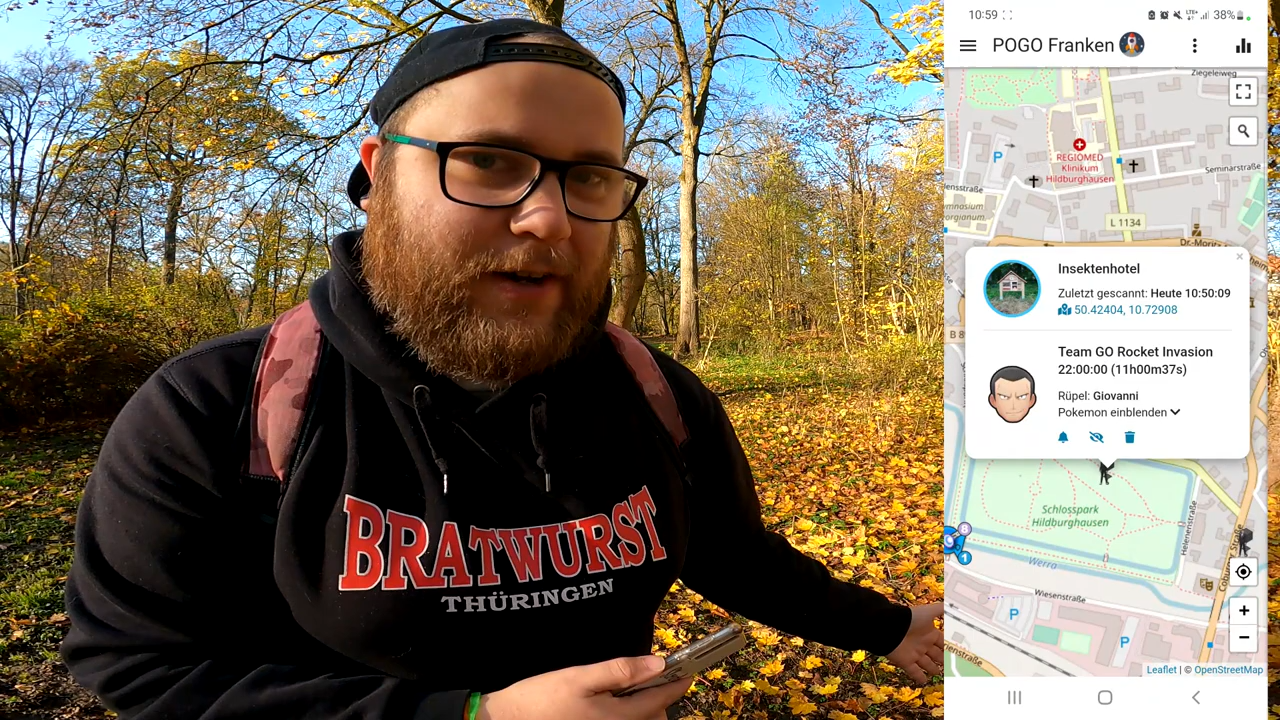 BRATWURST
THÜRINGEN
10:59
LTE+
38%
POGO Franken
Ziegeleiweg
P
REGIOMED
Klinikum
Hildburghausen
Seminarstraße
L 1134
Insektenhotel
Zuletzt gescannt: Heute 10:50:09
50.42404, 10.72908
Team GO Rocket Invasion
22:00:00 (11h00m37s)
Rüpel: Giovanni
Pokemon einblenden
Schlosspark
Hildburghausen
Helenenstraße
Werra
Wiesenstraße
P
P
+
−
Leaflet | © OpenStreetMap